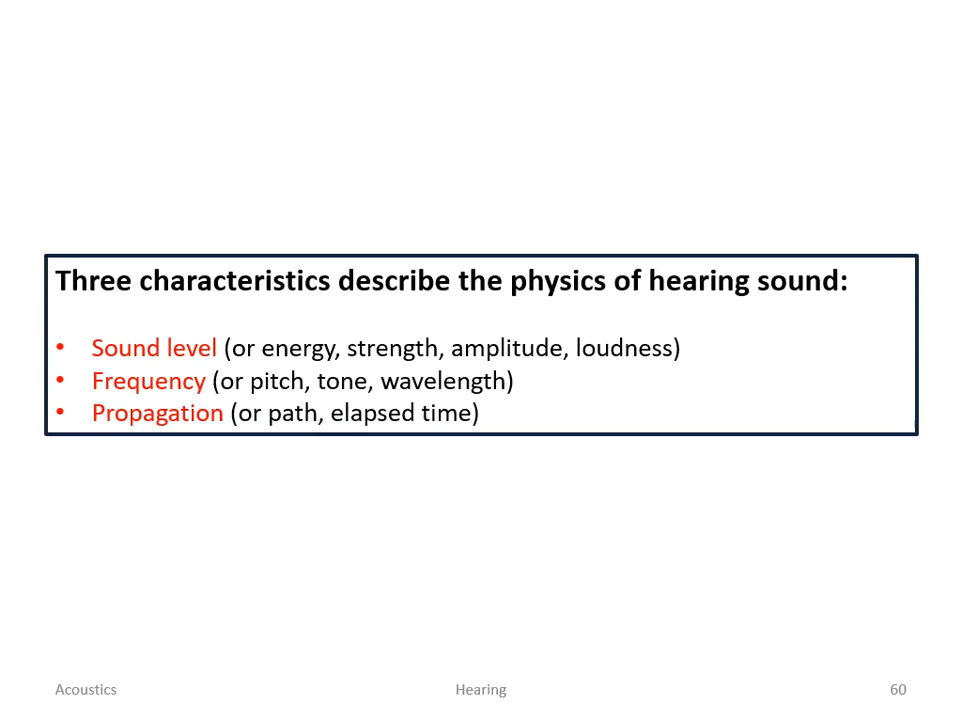 Three characteristics describe the physics of hearing sound:
• Sound level (or energy, strength, amplitude, loudness)
• Frequency (or pitch, tone, wavelength)
• Propagation (or path, elapsed time)
Acoustics Hearing 60